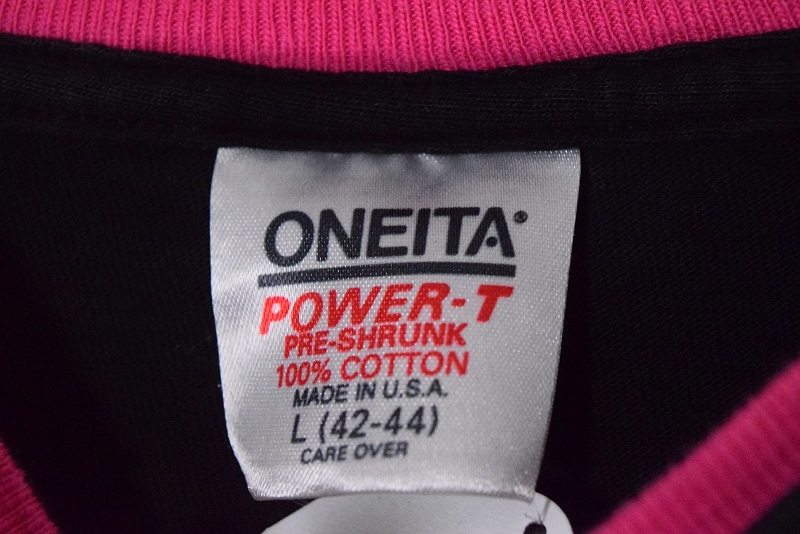 ONEITA®
POWER-T
PRE-SHRUNK
100% COTTON
MADE IN U.S.A.
L (42-44)
CARE OVER